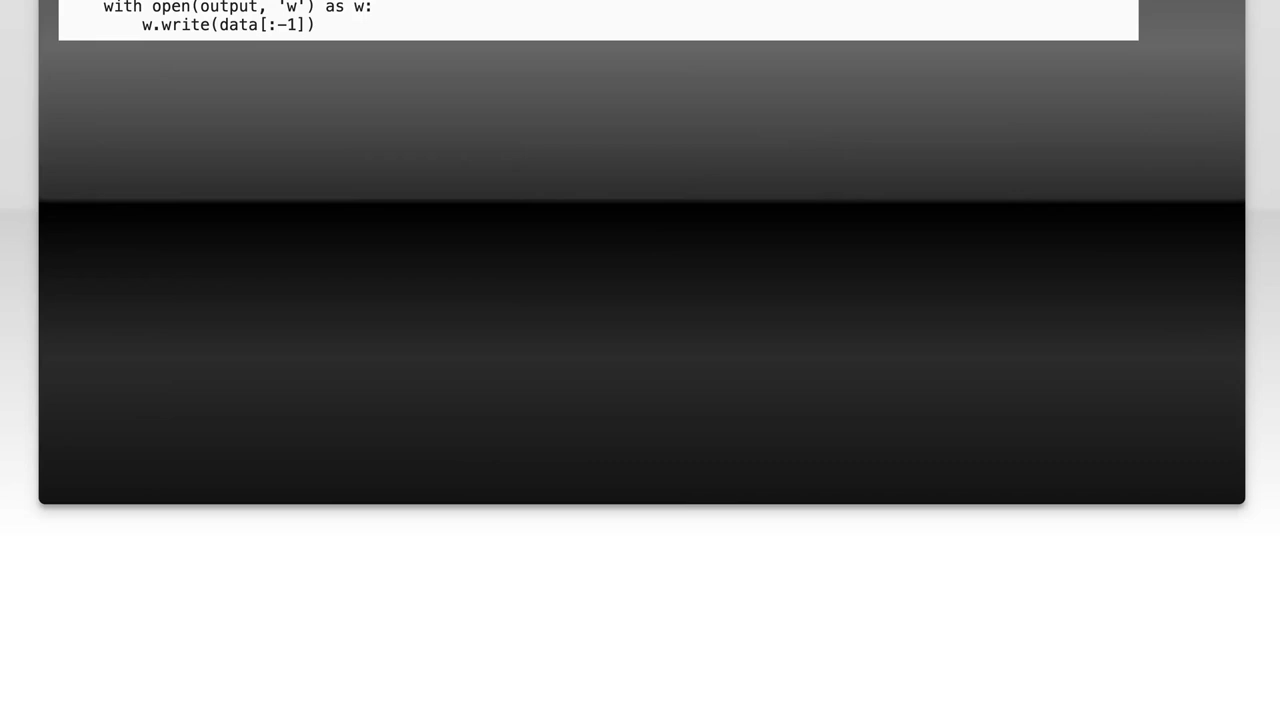 with open(output, 'w') as w:
    w.write(data[:-1])